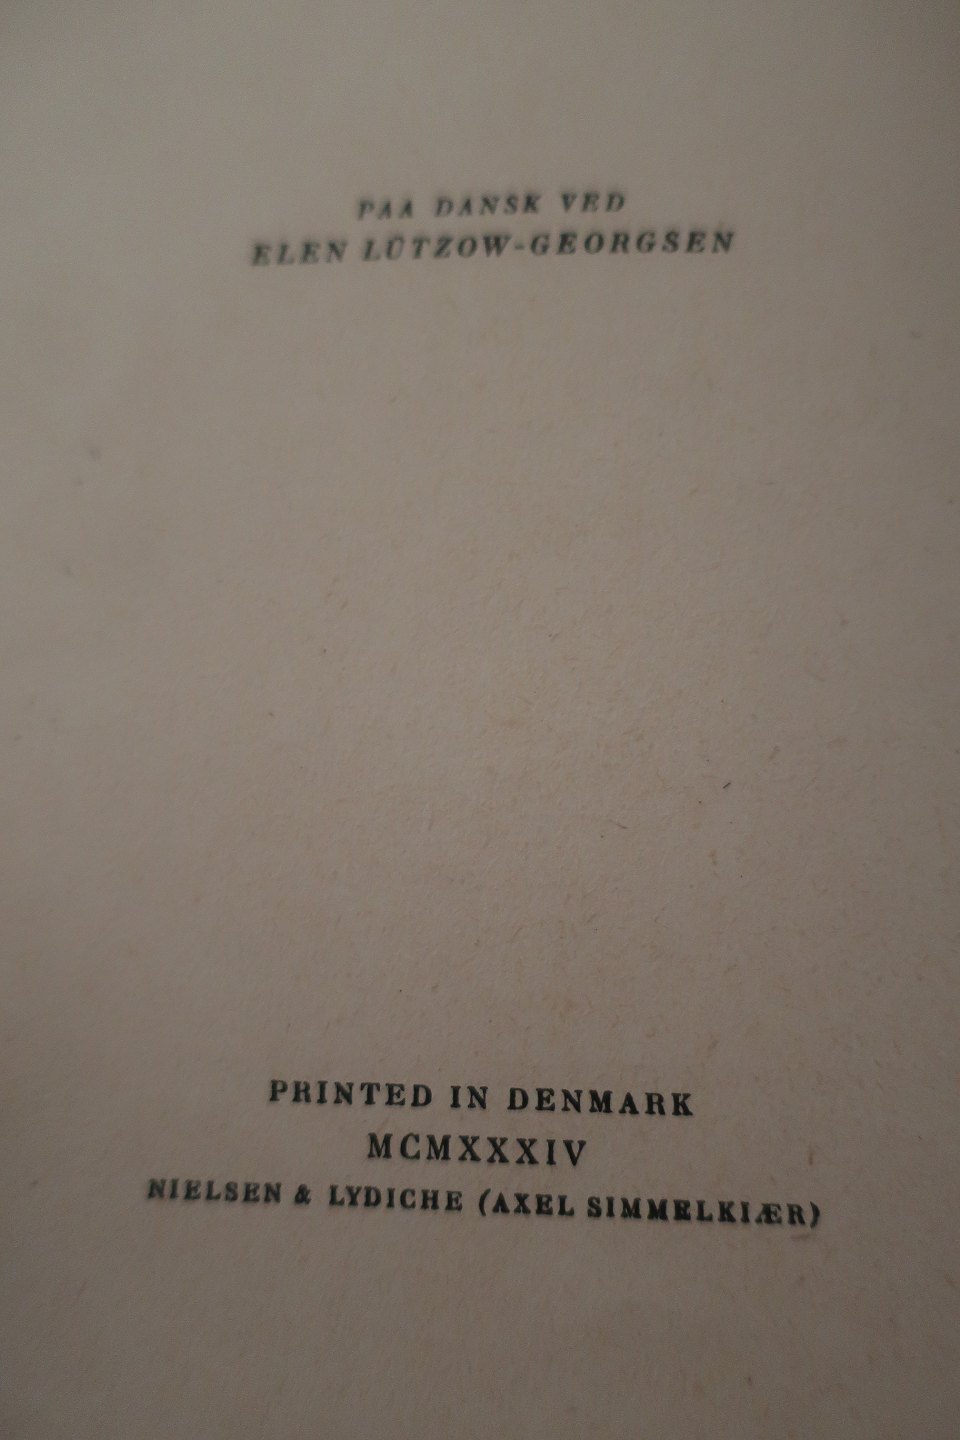 PAA DANSK VED
ELEN LÜTZOW-GEORGSEN
PRINTED IN DENMARK
MCMXXXIV
NIELSEN & LYDICHE (AXEL SIMMELKIÆR)